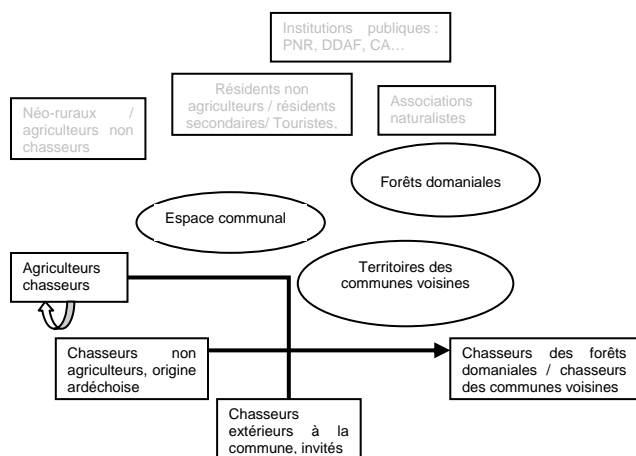 Institutions publiques :
PNR, DDAF, CA…
Résidents non
agriculteurs / résidents
secondaires/ Touristes,
Associations
naturalistes
Néo-ruraux /
agriculteurs non
chasseurs
Forêts domaniales
Espace communal
Territoires des
communes voisines
Agriculteurs
chasseurs
Chasseurs non
agriculteurs, origine
ardéchoise
Chasseurs des forêts
domaniales / chasseurs
des communes voisines
Chasseurs
extérieurs à la
commune, invités